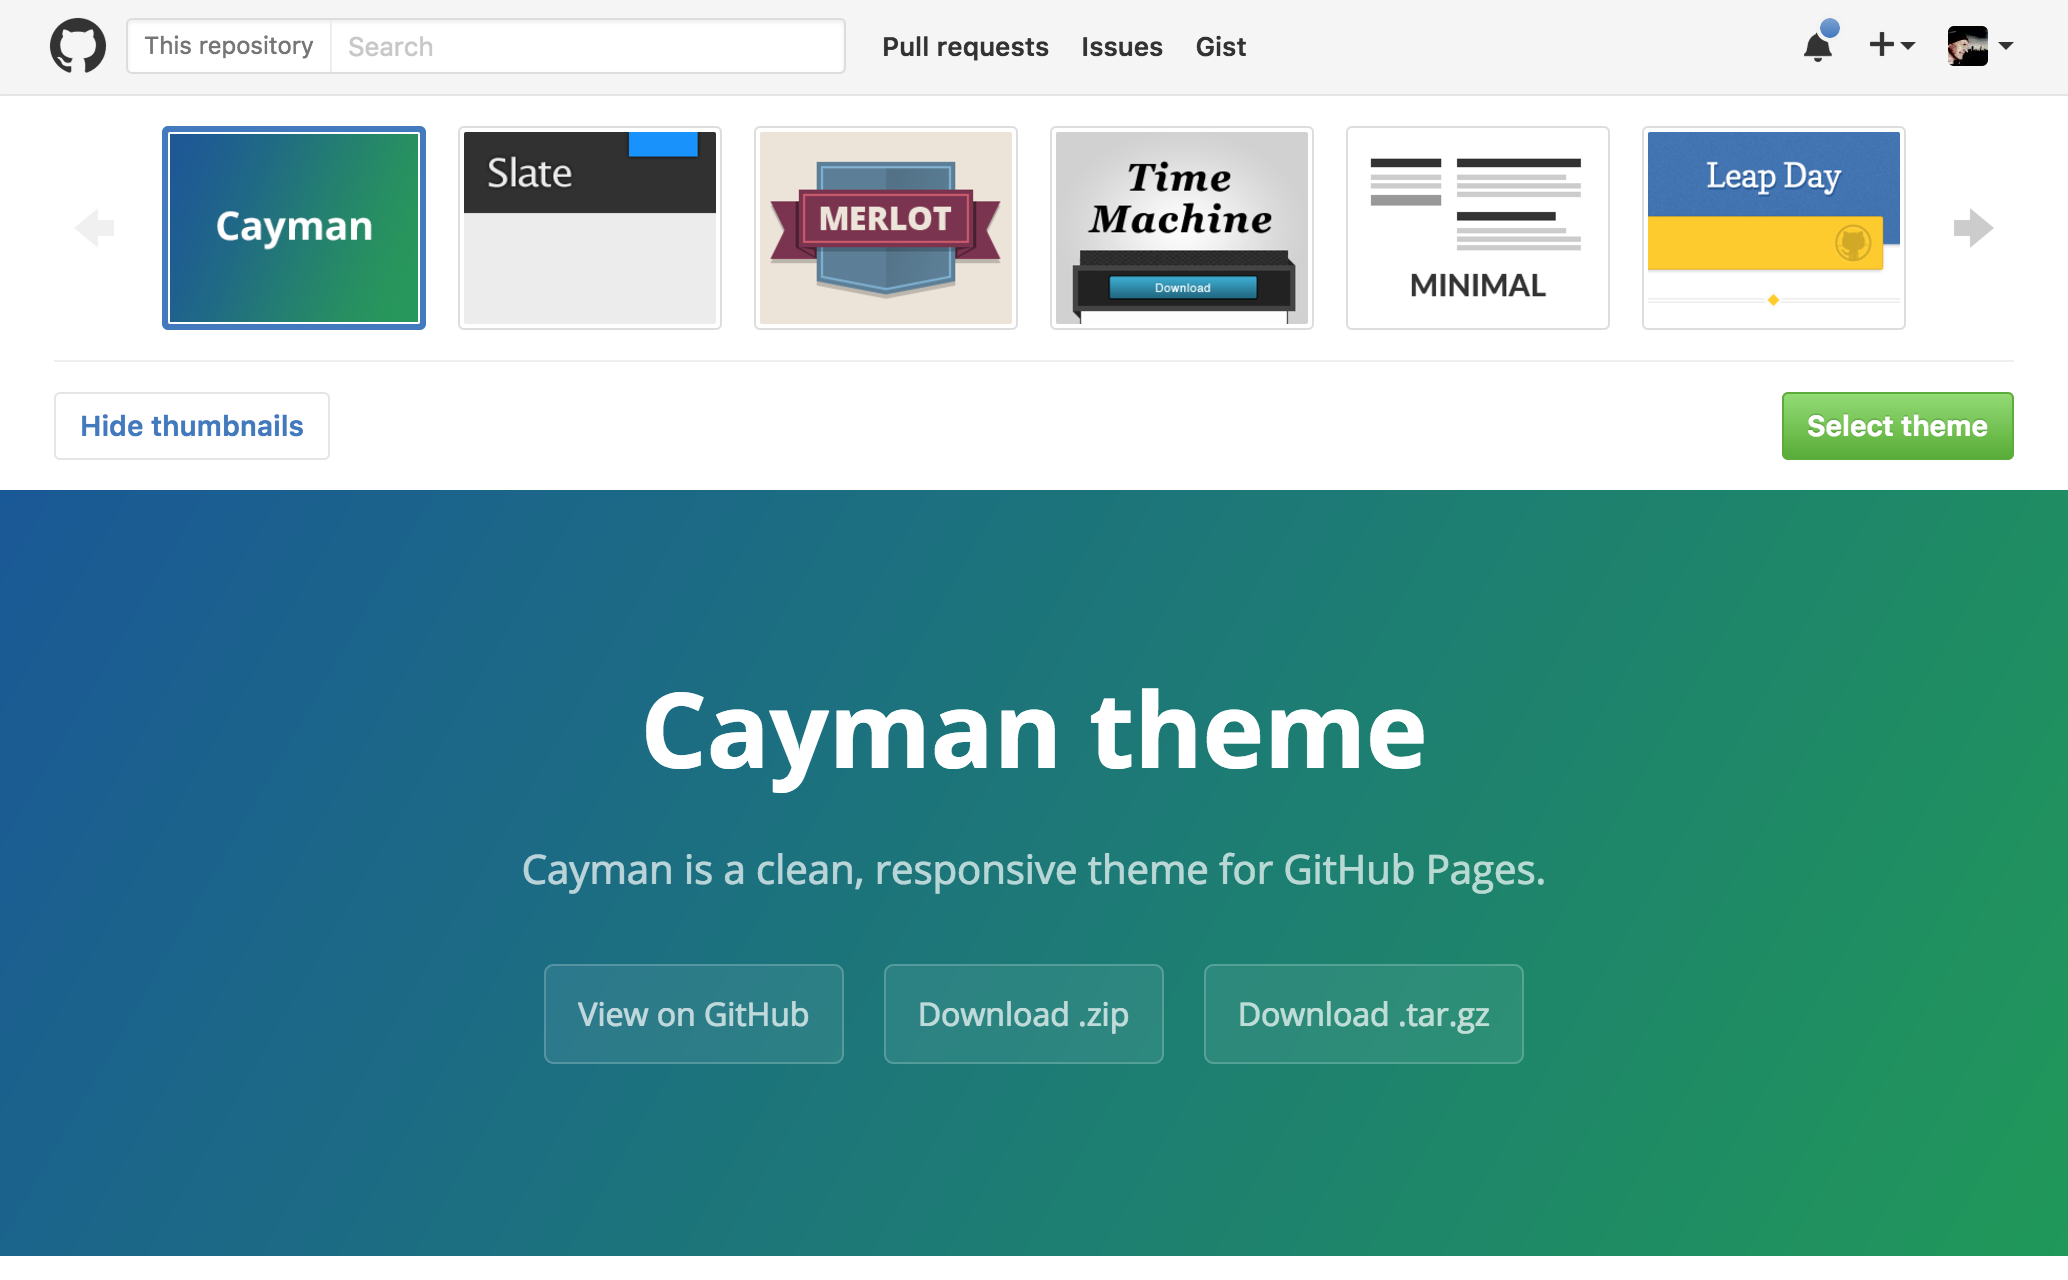 This repository Search Pull requests Issues Gist
Cayman
Slate
MERLOT
Time
Machine
Download
MINIMAL
Leap Day
Hide thumbnails Select theme
Cayman theme
Cayman is a clean, responsive theme for GitHub Pages.
View on GitHub Download .zip Download .tar.gz